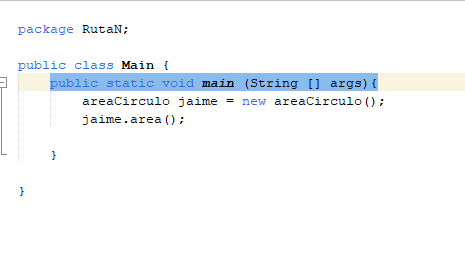 package RutaN;
public class Main {
public static void main (String [] args){
areaCirculo jaime = new areaCirculo();
jaime.area();
}
}